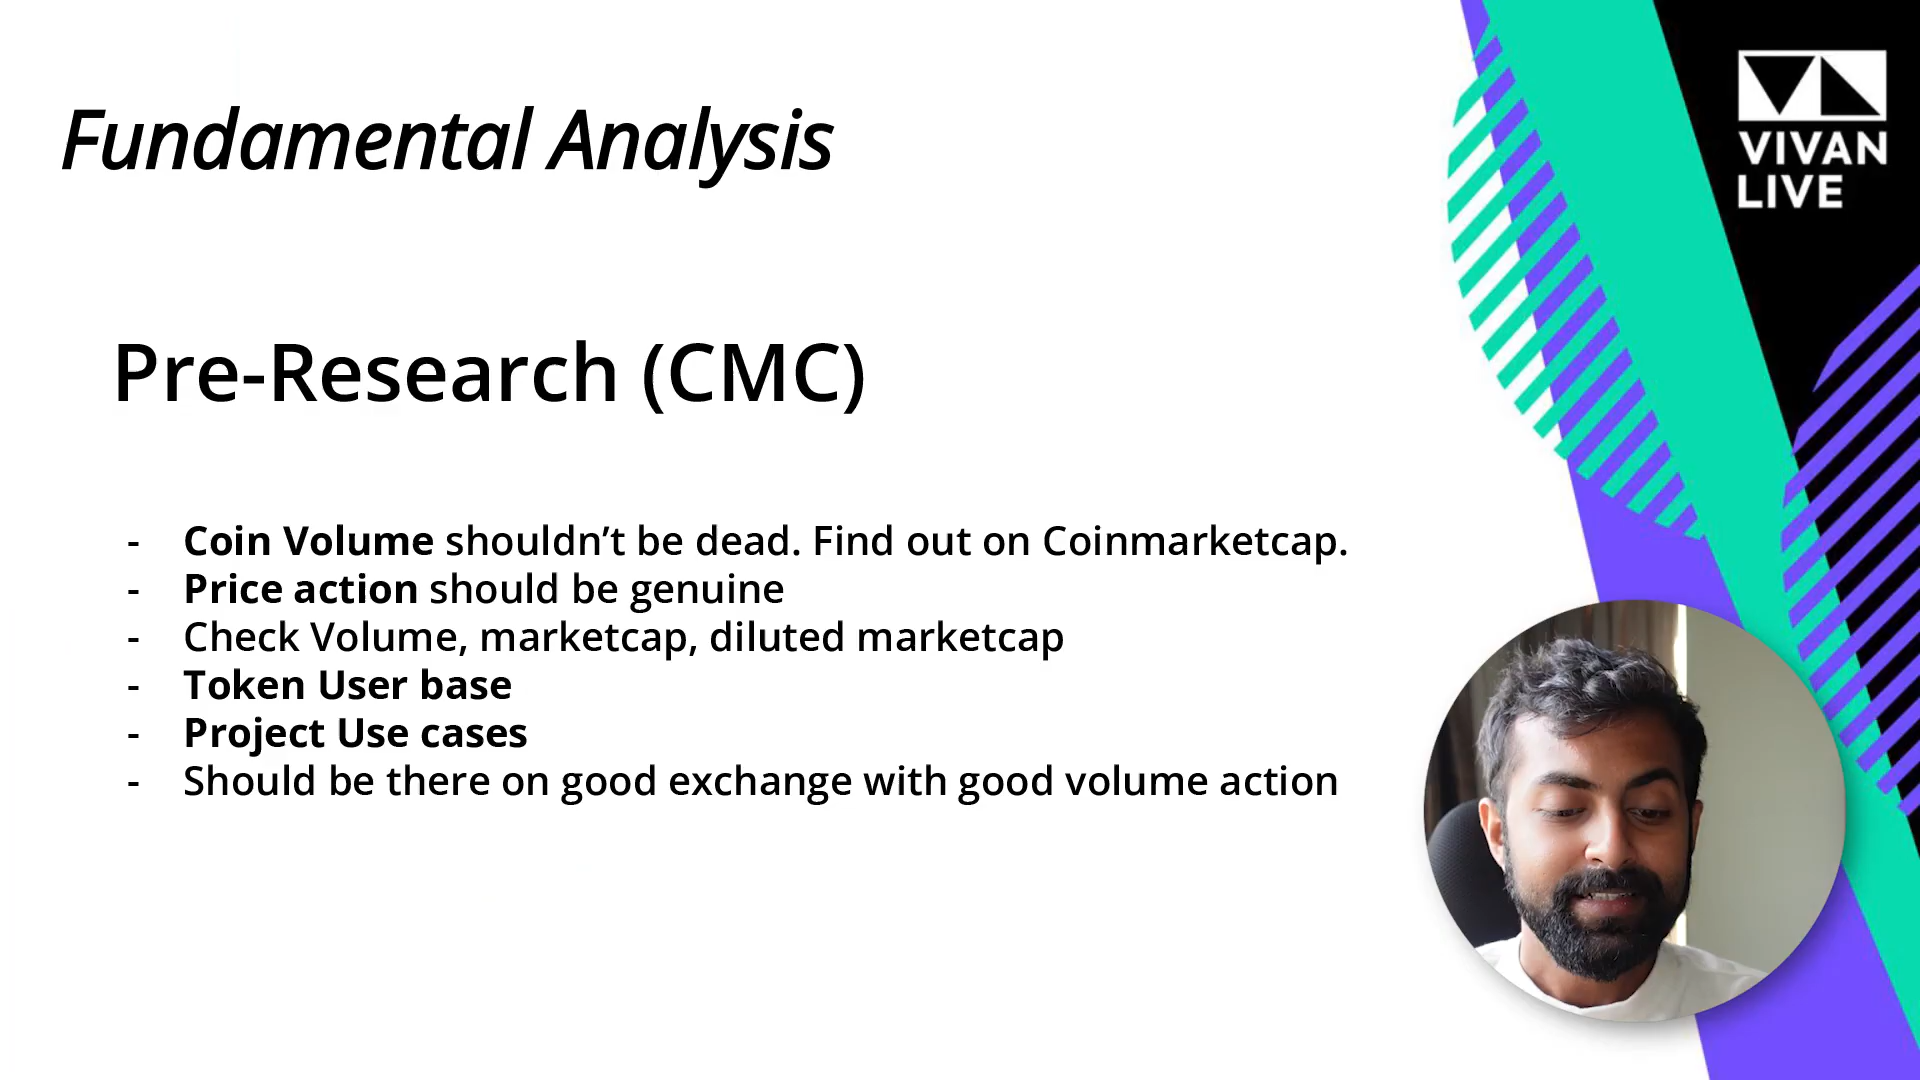 Fundamental Analysis
VIVAN
LIVE
Pre-Research (CMC)
- Coin Volume shouldn’t be dead. Find out on Coinmarketcap.
- Price action should be genuine
- Check Volume, marketcap, diluted marketcap
- Token User base
- Project Use cases
- Should be there on good exchange with good volume action